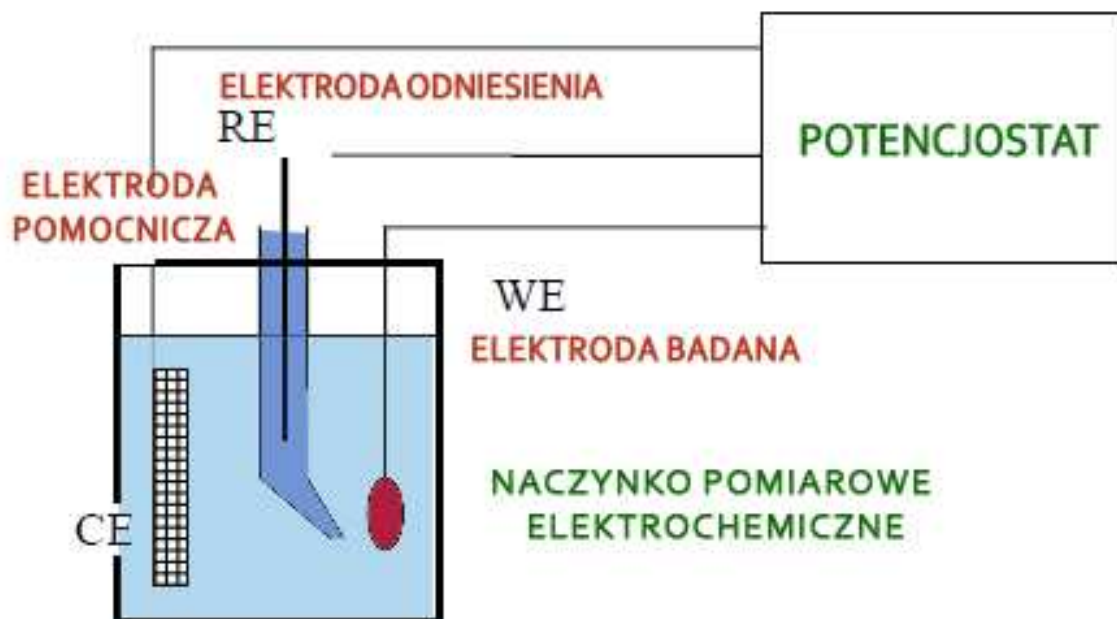 ELEKTRODA ODNIESIENIA
RE
POTENCJOSTAT
ELEKTRODA
POMOCNICZA
WE
ELEKTRODA BADANA
NACZYNKO POMIAROWE
ELEKTROCHEMICZNE
CE